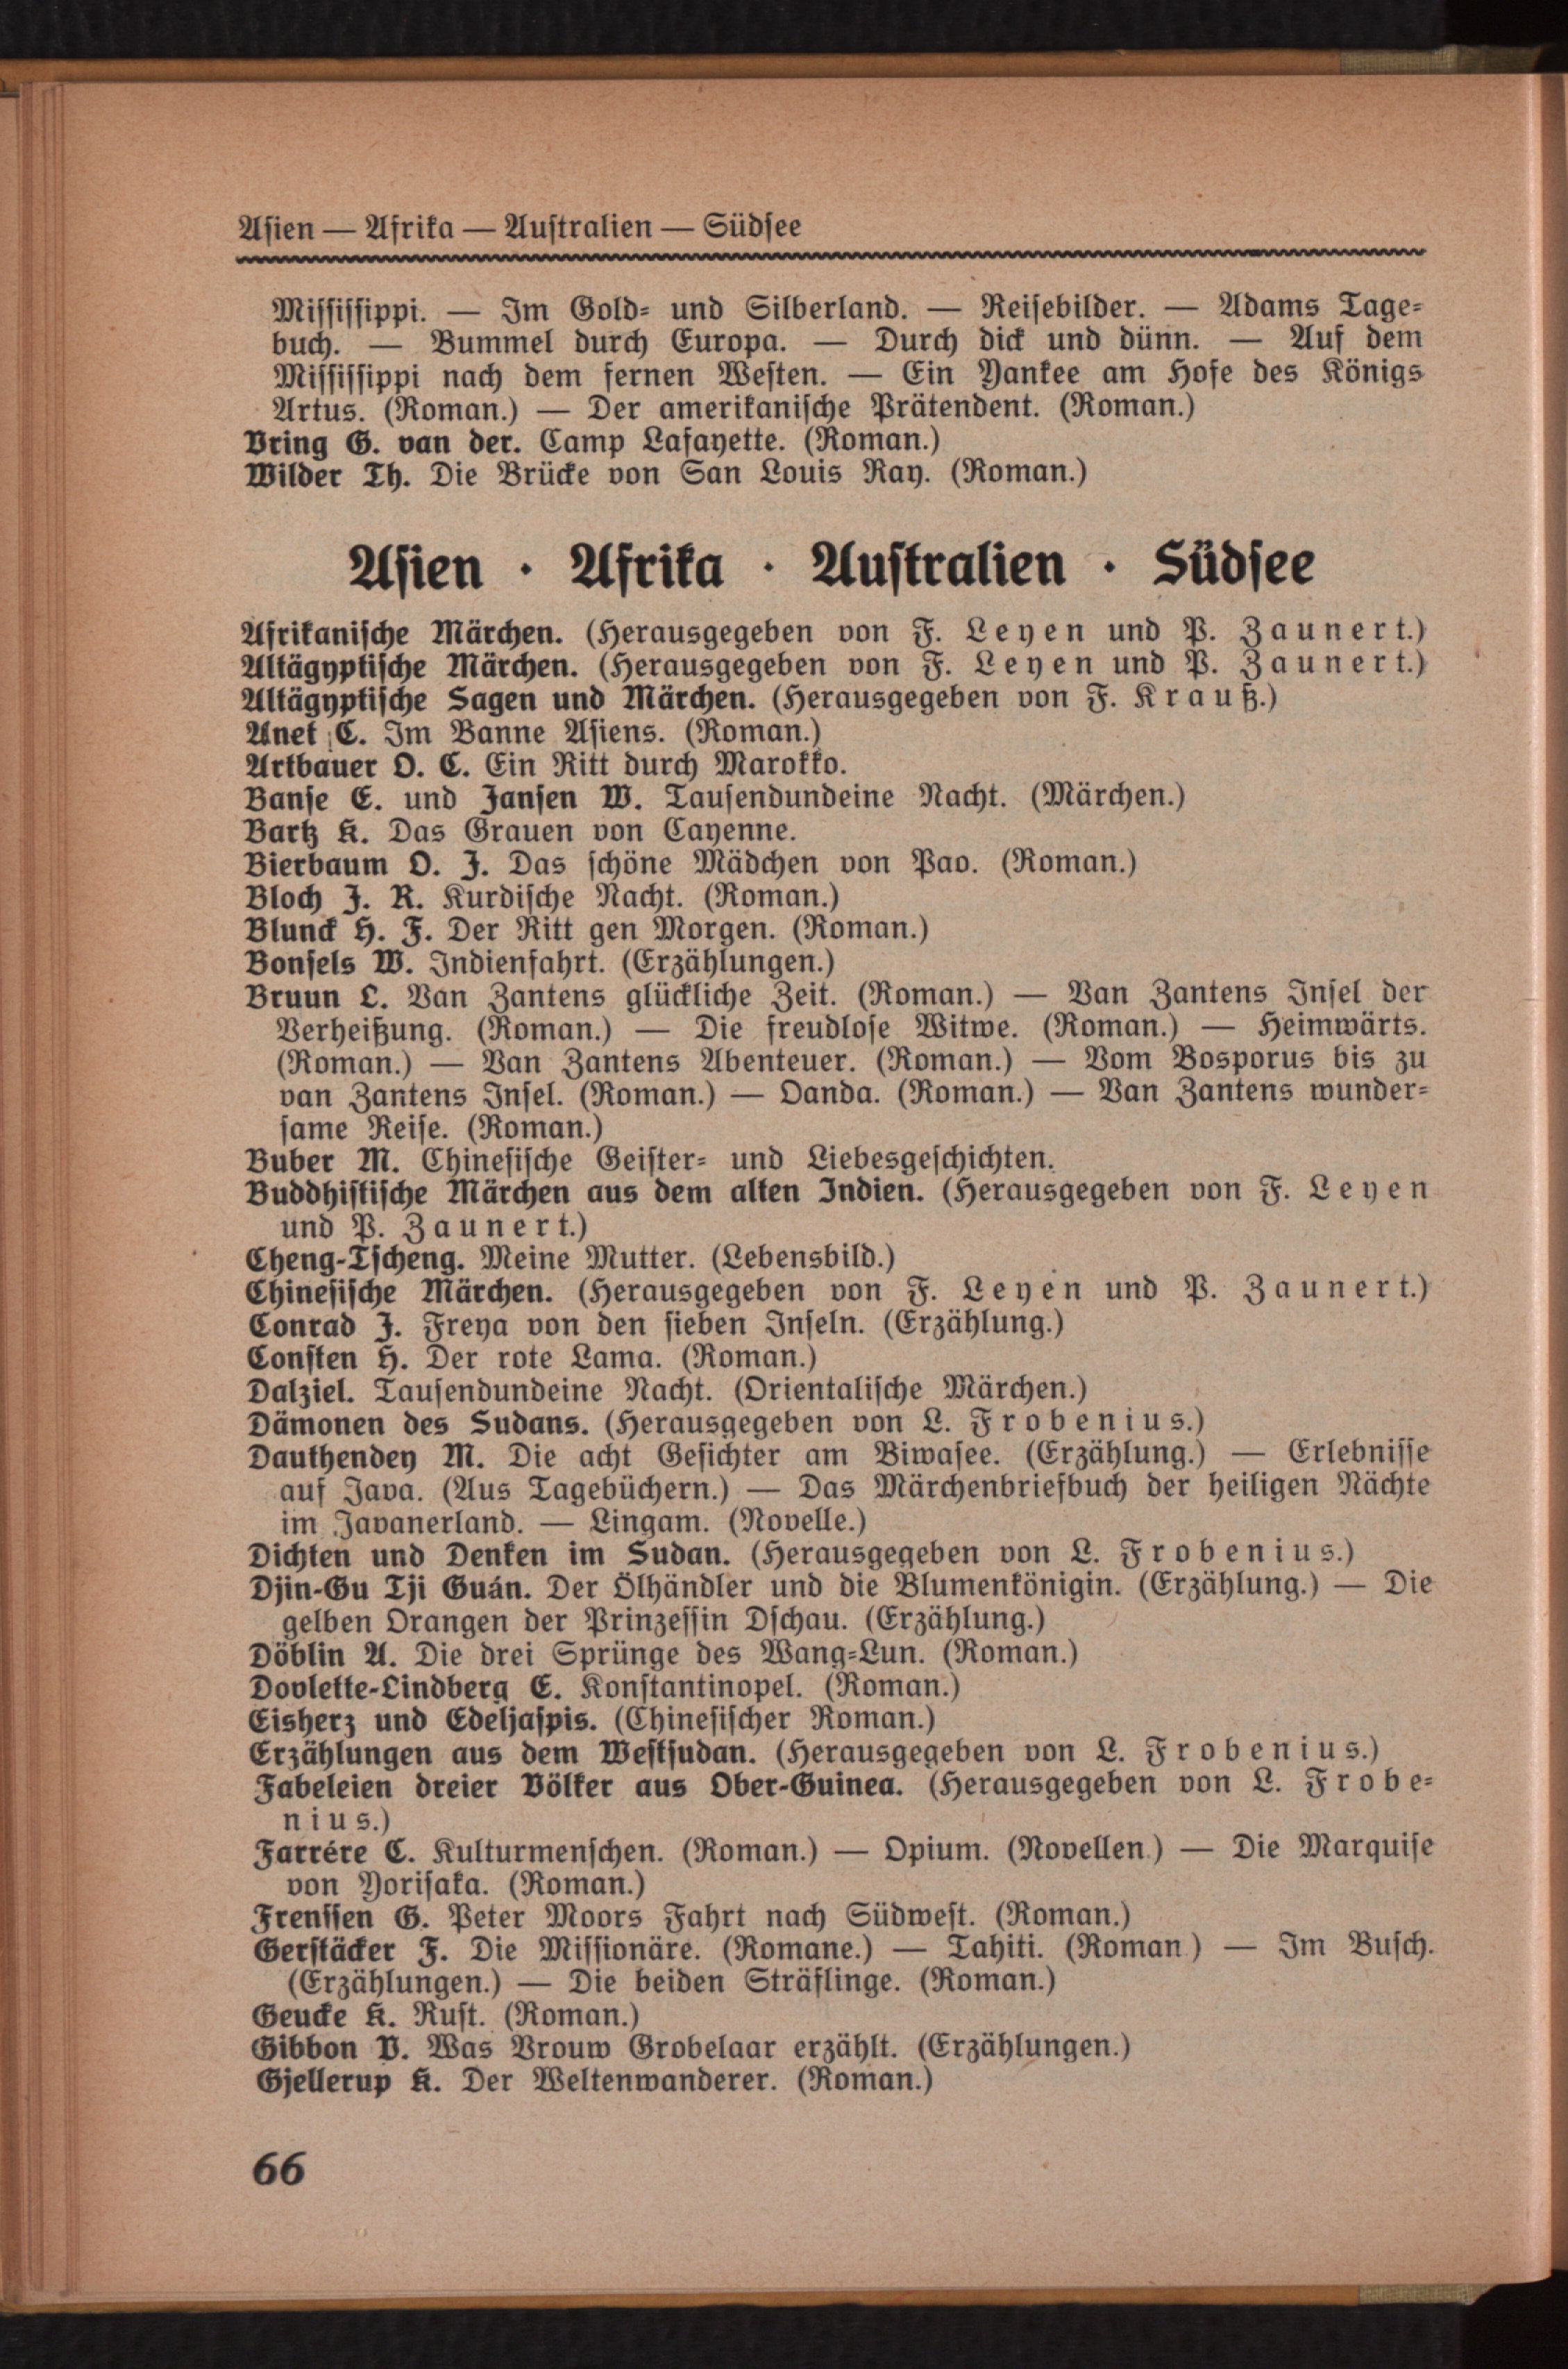 Asien — Afrika — Australien — Südsee
Mississippi. — Im Gold- und Silberland. — Reisebilder. — Adams Tage-
buch. — Bummel durch Europa. — Durch dick und dünn. — Auf dem
Mississippi nach dem fernen Westen. — Ein Yankee am Hofe des Königs
Artus. (Roman.) — Der amerikanische Prätendent. (Roman.)
Vring G. van der. Camp Lafayette. (Roman.)
Wilder Th. Die Brücke von San Louis Ray. (Roman.)
Asien · Afrika · Australien · Südsee
Afrikanische Märchen. (Herausgegeben von F. Leyen und P. Zaunert.)
Altägyptische Märchen. (Herausgegeben von F. Leyen und P. Zaunert.)
Altägyptische Sagen und Märchen. (Herausgegeben von F. Krauß.)
Anet C. Im Banne Asiens. (Roman.)
Artbauer O. C. Ein Ritt durch Marokko.
Banse E. und Jansen W. Tausendundeine Nacht. (Märchen.)
Bartz K. Das Grauen von Cayenne.
Bierbaum O. J. Das schöne Mädchen von Pao. (Roman.)
Bloch J. R. Kurdische Nacht. (Roman.)
Blunck H. F. Der Ritt gen Morgen. (Roman.)
Bonsels W. Indienfahrt. (Erzählungen.)
Bruun L. Van Zantens glückliche Zeit. (Roman.) — Van Zantens Insel der
Verheißung. (Roman.) — Die freudlose Witwe. (Roman.) — Heimwärts.
(Roman.) — Van Zantens Abenteuer. (Roman.) — Vom Bosporus bis zu
van Zantens Insel. (Roman.) — Oanda. (Roman.) — Van Zantens wunder-
same Reise. (Roman.)
Buber M. Chinesische Geister- und Liebesgeschichten.
Buddhistische Märchen aus dem alten Indien. (Herausgegeben von F. Leyen
und P. Zaunert.)
Cheng-Tscheng. Meine Mutter. (Lebensbild.)
Chinesische Märchen. (Herausgegeben von F. Leyen und P. Zaunert.)
Conrad J. Freya von den sieben Inseln. (Erzählung.)
Consten H. Der rote Lama. (Roman.)
Dalziel. Tausendundeine Nacht. (Orientalische Märchen.)
Dämonen des Sudans. (Herausgegeben von L. Frobenius.)
Dauthendey M. Die acht Gesichter am Biwasee. (Erzählung.) — Erlebnisse
auf Java. (Aus Tagebüchern.) — Das Märchenbriefbuch der heiligen Nächte
im Javanerland. — Lingam. (Novelle.)
Dichten und Denken im Sudan. (Herausgegeben von L. Frobenius.)
Djin-Gu Tji Guán. Der Ölhändler und die Blumenkönigin. (Erzählung.) — Die
gelben Orangen der Prinzessin Dschau. (Erzählung.)
Döblin A. Die drei Sprünge des Wang-Lun. (Roman.)
Dovlette-Lindberg E. Konstantinopel. (Roman.)
Eisherz und Edeljaspis. (Chinesischer Roman.)
Erzählungen aus dem Westsudan. (Herausgegeben von L. Frobenius.)
Fabeleien dreier Völker aus Ober-Guinea. (Herausgegeben von L. Frobe-
nius.)
Farrére C. Kulturmenschen. (Roman.) — Opium. (Novellen.) — Die Marquise
von Yorisaka. (Roman.)
Frenssen G. Peter Moors Fahrt nach Südwest. (Roman.)
Gerstäcker F. Die Missionäre. (Romane.) — Tahiti. (Roman.) — Im Busch.
(Erzählungen.) — Die beiden Sträflinge. (Roman.)
Geucke K. Rust. (Roman.)
Gibbon P. Was Vrouw Grobelaar erzählt. (Erzählungen.)
Gjellerup K. Der Weltenwanderer. (Roman.)
66